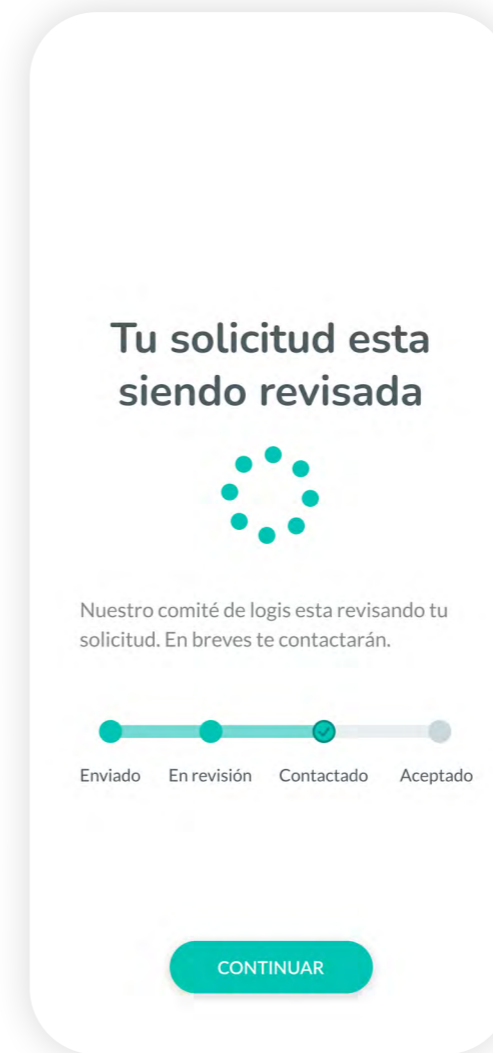 Tu solicitud esta
siendo revisada
Nuestro comité de logis esta revisando tu
solicitud. En breves te contactarán.
Enviado En revisión Contactado Aceptado
CONTINUAR